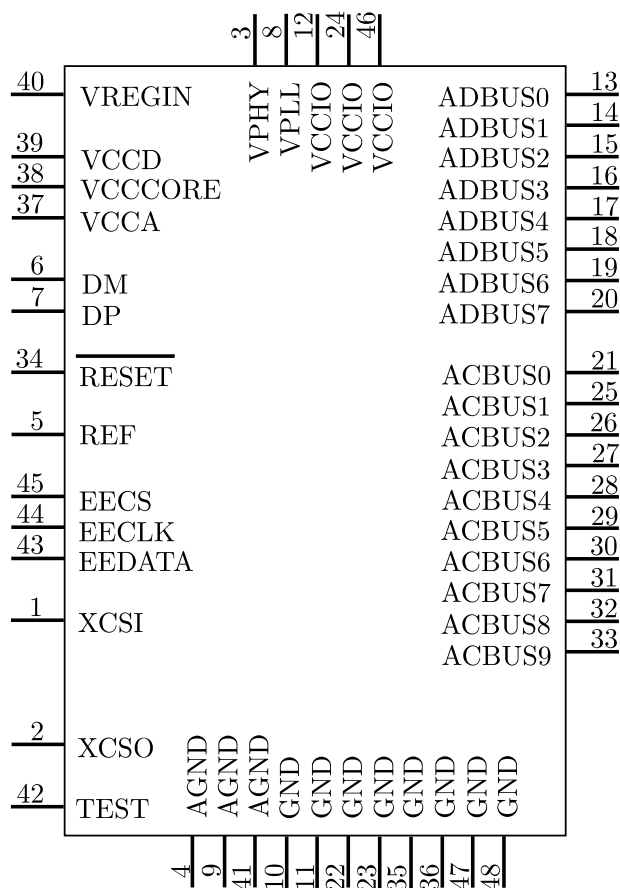 3 8 12 24 46
40 VREGIN VPHY VPLL VCCIO VCCIO VCCIO ADBUS0 13
ADBUS1 14
39 VCCD ADBUS2 15
38 VCCCORE ADBUS3 16
37 VCCA ADBUS4 17
ADBUS5 18
6 DM ADBUS6 19
7 DP ADBUS7 20
34 RESET ACBUS0 21
ACBUS1 25
5 REF ACBUS2 26
ACBUS3 27
45 EECS ACBUS4 28
44 EECLK ACBUS5 29
43 EEDATA ACBUS6 30
ACBUS7 31
1 XCSI ACBUS8 32
ACBUS9 33
2 XCSO
42 TEST AGND AGND AGND GND GND GND GND GND GND GND GND
4 9 41 10 11 22 23 35 36 47 48